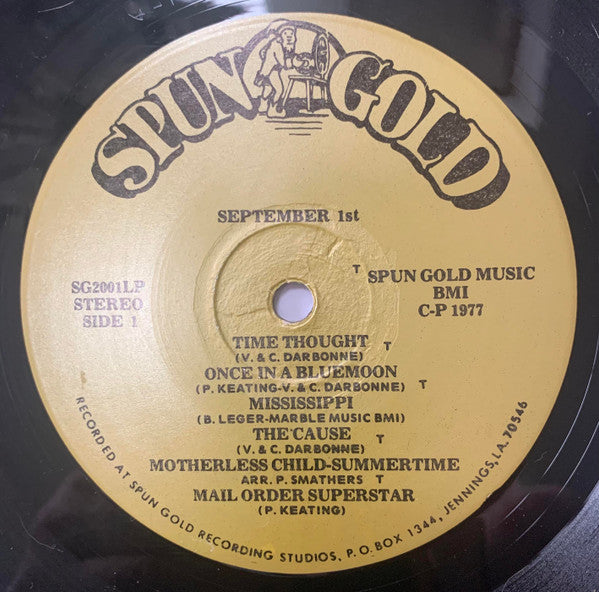 SPUN GOLD
SEPTEMBER 1st
SG2001LP
STEREO
SIDE 1
T SPUN GOLD MUSIC
BMI
C-P 1977
TIME THOUGHT T
(V. & C. DARBONNE)
ONCE IN A BLUEMOON
(P. KEATING-V. & C. DARBONNE) T
MISSISSIPPI
(B. LEGER-MARBLE MUSIC BMI)
THE CAUSE T
(V. & C. DARBONNE)
MOTHERLESS CHILD-SUMMERTIME
ARR. P. SMATHERS T
MAIL ORDER SUPERSTAR
(P. KEATING)
RECORDED AT SPUN GOLD RECORDING STUDIOS, P.O. BOX 1344, JENNINGS, LA. 70546